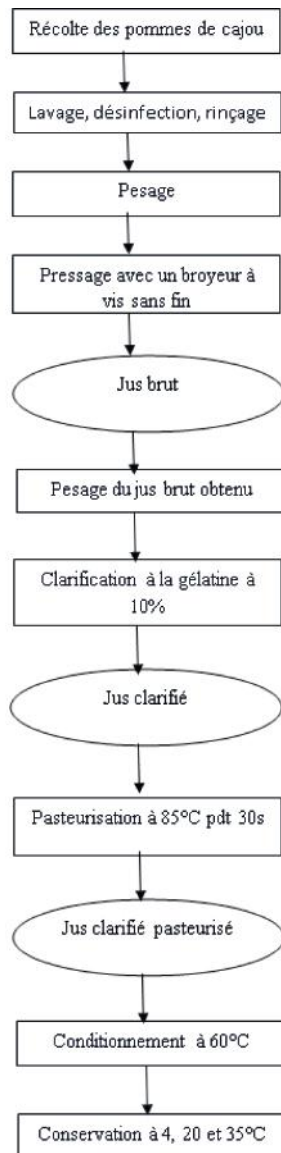 Récolte des pommes de cajou
Lavage, désinfection, rinçage
Pesage
Pressage avec un broyeur à
vis sans fin
Jus brut
Pesage du jus brut obtenu
Clarification à la gélatine à
10%
Jus clarifié
Pasteurisation à 85°C pdt 30s
Jus clarifié pasteurisé
Conditionnement à 60°C
Conservation à 4, 20 et 35°C